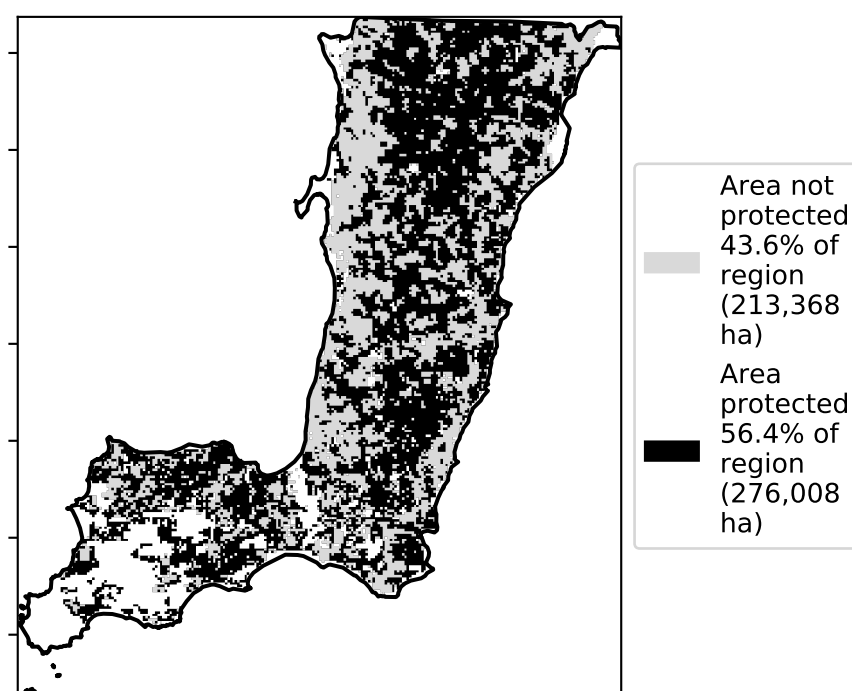 Area not
protected
43.6% of
region
(213,368
ha)
Area
protected
56.4% of
region
(276,008
ha)